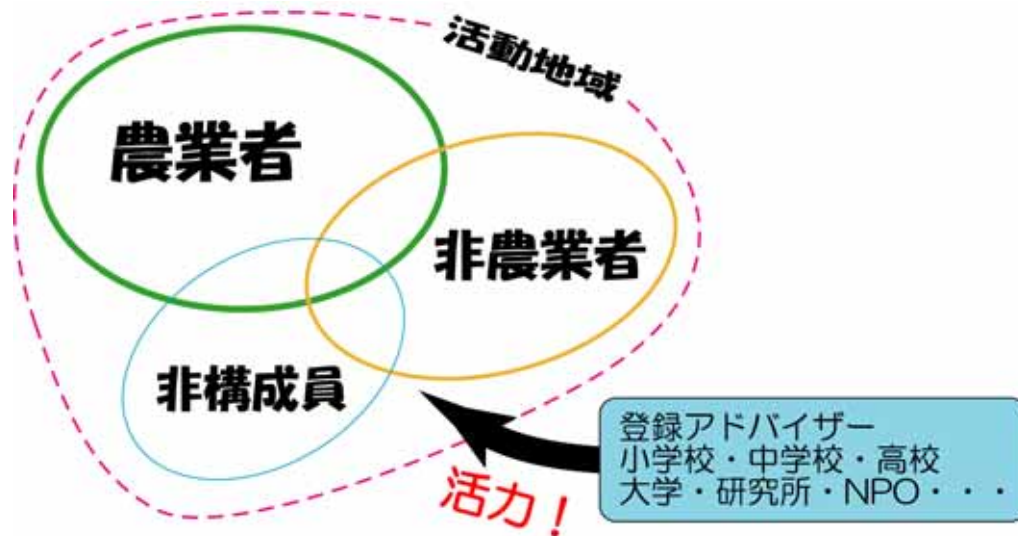 活動地域
農業者
非農業者
非構成員
登録アドバイザー
小学校・中学校・高校
大学・研究所・NPO・・・
活力！